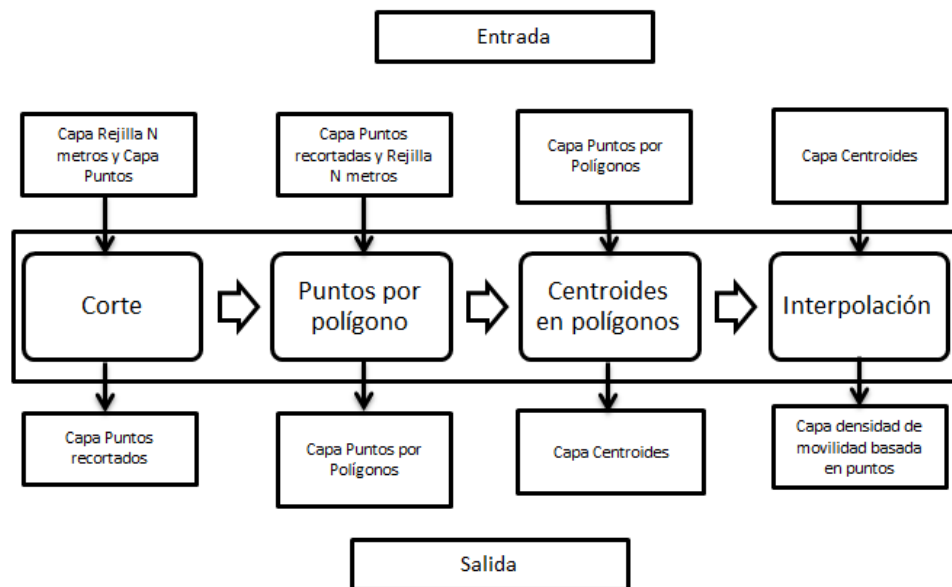 Entrada
Capa Rejilla N
metros y Capa
Puntos
Capa Puntos
recortadas y Rejilla
N metros
Capa Puntos por
Polígonos
Capa Centroides
Corte
Puntos por
polígono
Centroides
en polígonos
Interpolación
Capa Puntos
recortados
Capa Puntos por
Polígonos
Capa Centroides
Capa densidad de
movilidad basada
en puntos
Salida